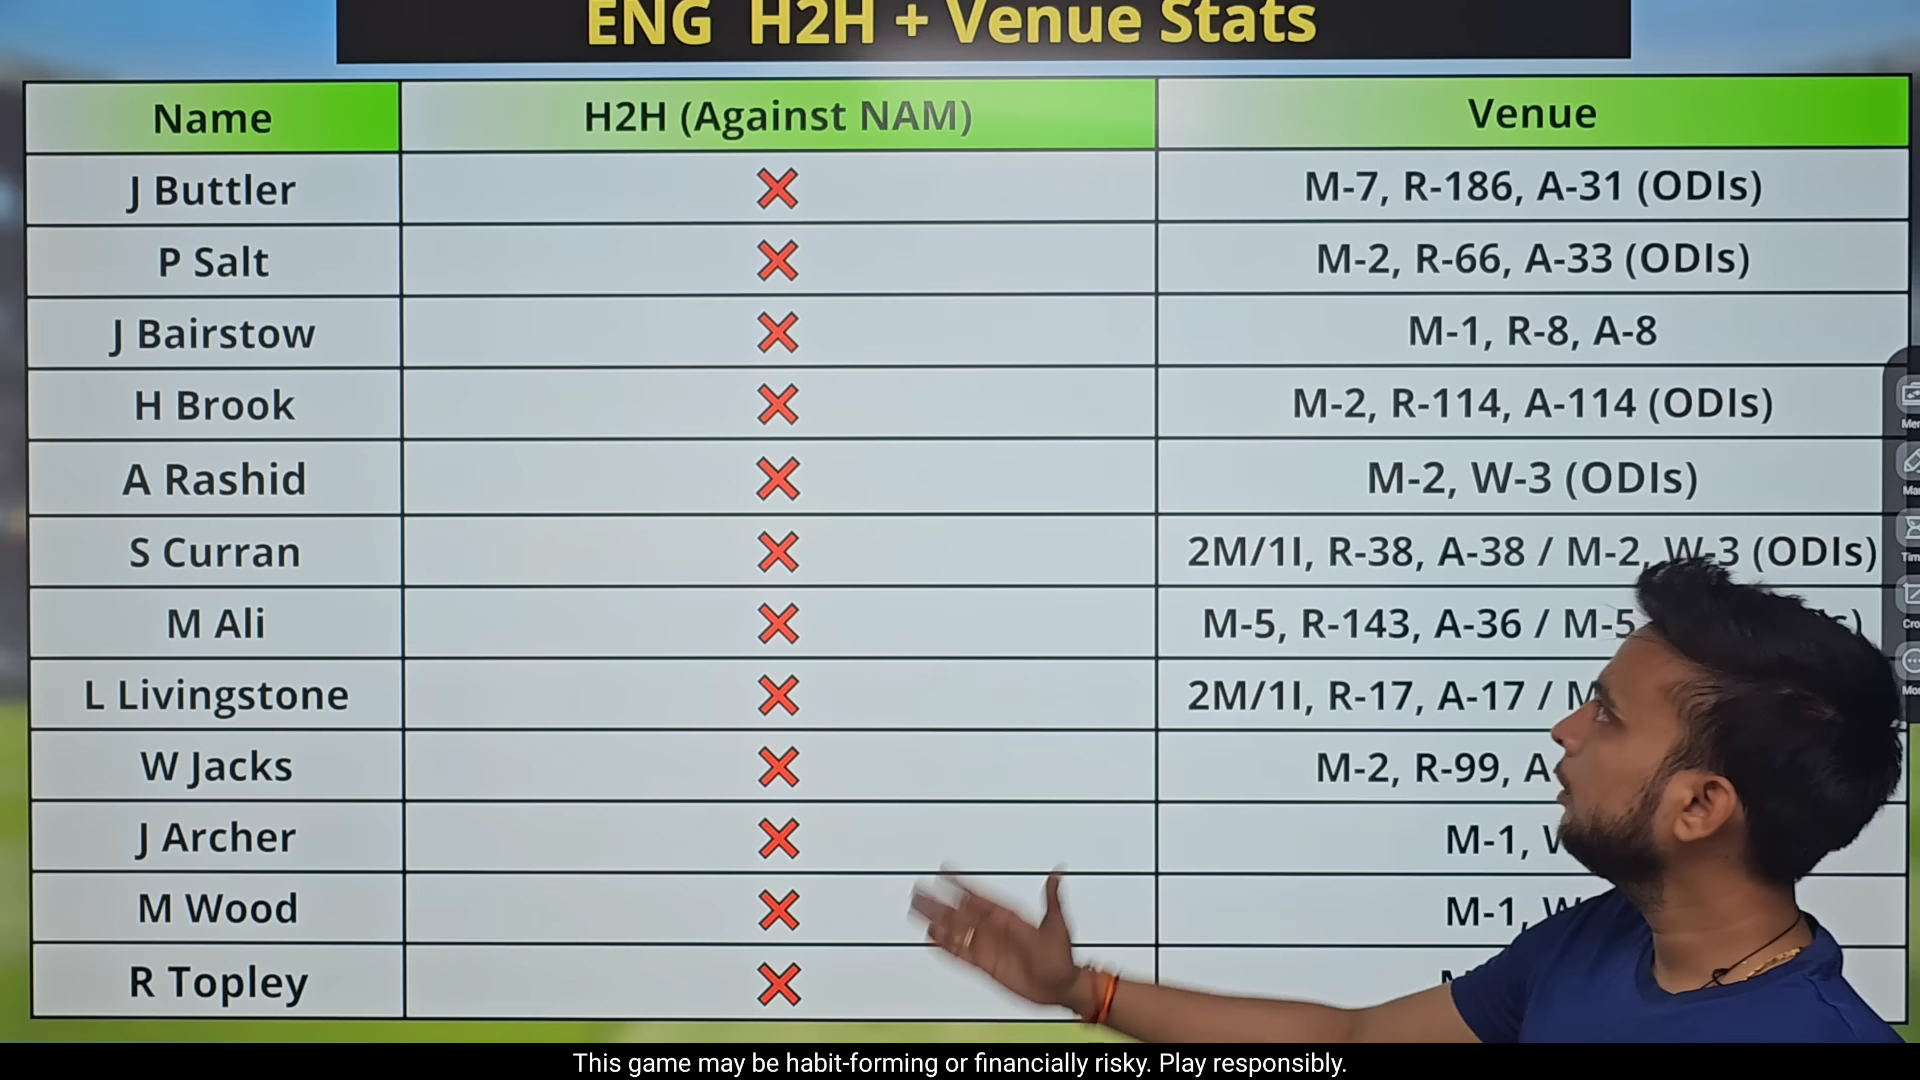 ENG H2H + Venue Stats
Name H2H (Against NAM) Venue
J Buttler ❌ M-7, R-186, A-31 (ODIs)
P Salt ❌ M-2, R-66, A-33 (ODIs)
J Bairstow ❌ M-1, R-8, A-8
H Brook ❌ M-2, R-114, A-114 (ODIs)
A Rashid ❌ M-2, W-3 (ODIs)
S Curran ❌ 2M/1I, R-38, A-38 / M-2, W-3 (ODIs)
M Ali ❌ M-5, R-143, A-36 / M-5
L Livingstone ❌ 2M/1I, R-17, A-17 /
W Jacks ❌ M-2, R-99,
J Archer ❌ M-1,
M Wood ❌ M-1,
R Topley ❌
This game may be habit-forming or financially risky. Play responsibly.